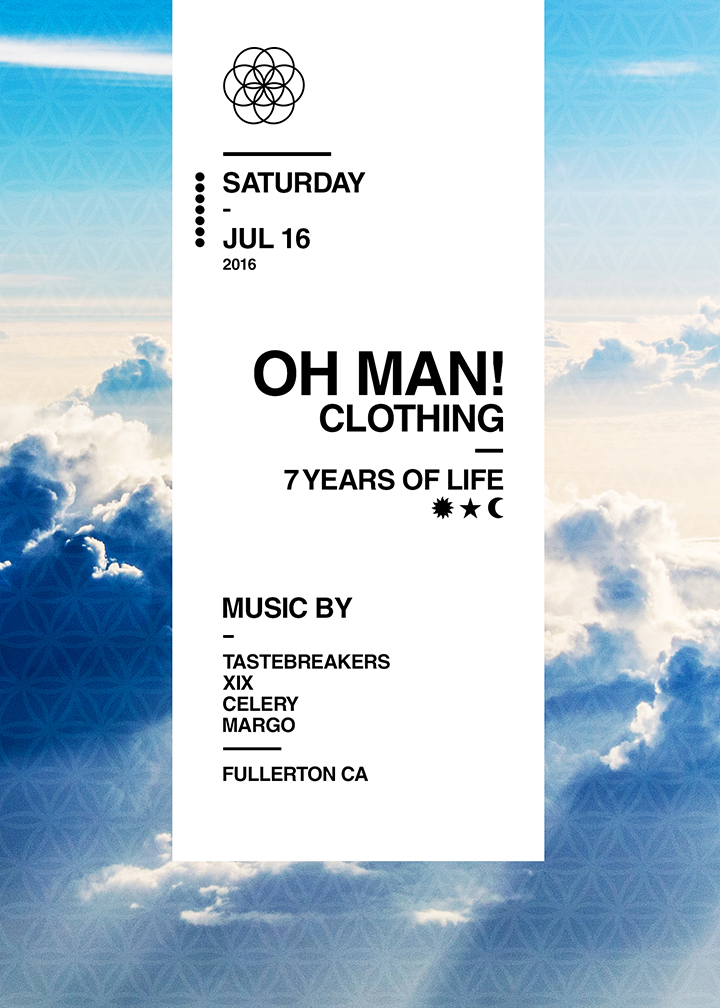 SATURDAY
-
JUL 16
2016
OH MAN!
CLOTHING
7 YEARS OF LIFE
MUSIC BY
TASTEBREAKERS
XIX
CELERY
MARGO
FULLERTON CA